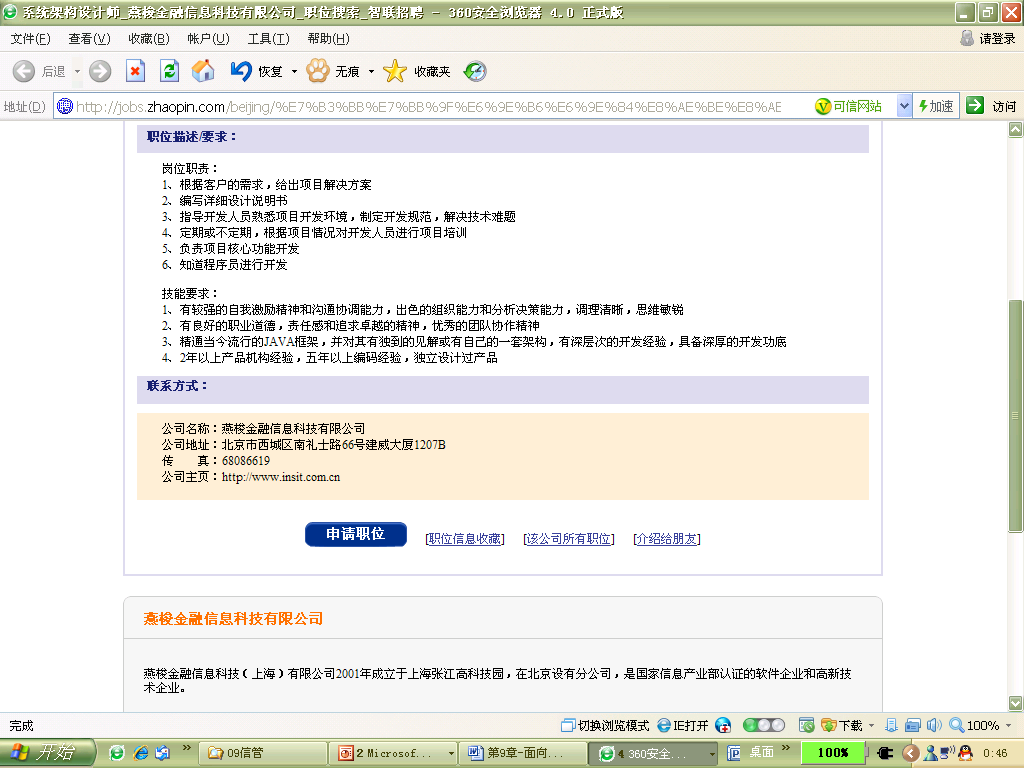 系统架构设计师_燕梭金融信息科技有限公司_职位搜索_智联招聘 - 360安全浏览器 4.0 正式版
文件(F) 查看(V) 收藏(B) 帐户(U) 工具(T) 帮助(H) 请登录
后退 恢复 无痕 收藏夹
地址(D) http://jobs.zhaopin.com/beijing/%E7%B3%BB%E7%BB%9F%E6%9E%B6%E6%9E%84%E8%AE%BE%E8%AE 可信网站 加速 访问
职位描述/要求：
岗位职责：
1、根据客户的需求，给出项目解决方案
2、编写详细设计说明书
3、指导开发人员熟悉项目开发环境，制定开发规范，解决技术难题
4、定期或不定期，根据项目情况对开发人员进行项目培训
5、负责项目核心功能开发
6、知道程序员进行开发
技能要求：
1、有较强的自我激励精神和沟通协调能力，出色的组织能力和分析决策能力，调理清晰，思维敏锐
2、有良好的职业道德，责任感和追求卓越的精神，优秀的团队协作精神
3、精通当今流行的JAVA框架，并对其有独到的见解或有自己的一套架构，有深层次的开发经验，具备深厚的开发功底
4、2年以上产品机构经验，五年以上编码经验，独立设计过产品
联系方式：
公司名称：燕梭金融信息科技有限公司
公司地址：北京市西城区南礼士路66号建威大厦1207B
传 真：68086619
公司主页：http://www.insit.com.cn
申请职位 [职位信息收藏] [该公司所有职位] [介绍给朋友]
燕梭金融信息科技有限公司
燕梭金融信息科技（上海）有限公司2001年成立于上海张江高科技园，在北京设有分公司，是国家信息产业部认证的软件企业和高新技
术企业。
完成 切换浏览模式 IE打开 下载 100%
开始 09信管 2 Microsof... 第9章-面向... 4 360安全... 桌面 100% 0:46